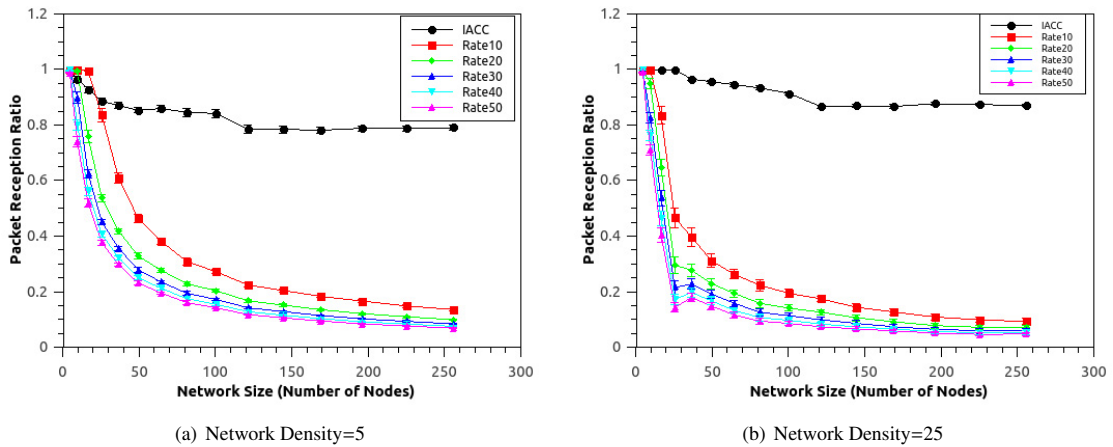 1.2
1
0.8
0.6
0.4
0.2
0
Packet Reception Ratio
IACC
Rate10
Rate20
Rate30
Rate40
Rate50
0 50 100 150 200 250 300
Network Size (Number of Nodes)
(a) Network Density=5
1.2
1
0.8
0.6
0.4
0.2
0
Packet Reception Ratio
IACC
Rate10
Rate20
Rate30
Rate40
Rate50
0 50 100 150 200 250 300
Network Size (Number of Nodes)
(b) Network Density=25